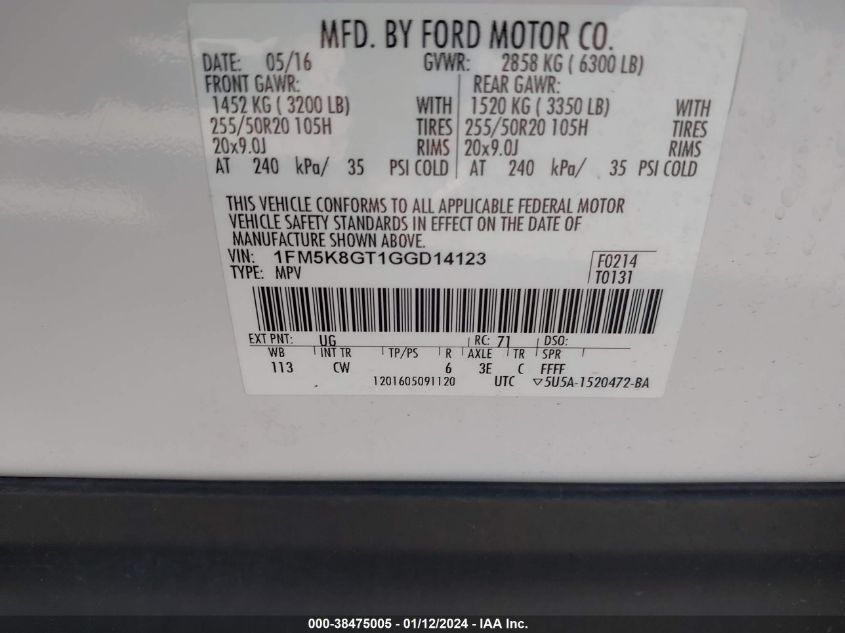 MFD. BY FORD MOTOR CO.
DATE: 05/16 GVWR: 2858 KG ( 6300 LB)
FRONT GAWR: REAR GAWR:
1452 KG ( 3200 LB) WITH 1520 KG ( 3350 LB) WITH
255/50R20 105H TIRES 255/50R20 105H TIRES
20x9.0J RIMS 20x9.0J RIMS
AT 240 kPa/ 35 PSI COLD AT 240 kPa/ 35 PSI COLD
THIS VEHICLE CONFORMS TO ALL APPLICABLE FEDERAL MOTOR
VEHICLE SAFETY STANDARDS IN EFFECT ON THE DATE OF
MANUFACTURE SHOWN ABOVE.
VIN: 1FM5K8GT1GGD14123 F0214
TYPE: MPV T0131
EXT PNT: UG RC: 71 DSO:
WB INT TR TP/PS R AXLE TR SPR
113 CW 6 3E C FFFF
1201605091120 UTC ▽5U5A-1520472-BA
000-38475005 - 01/12/2024 - IAA Inc.